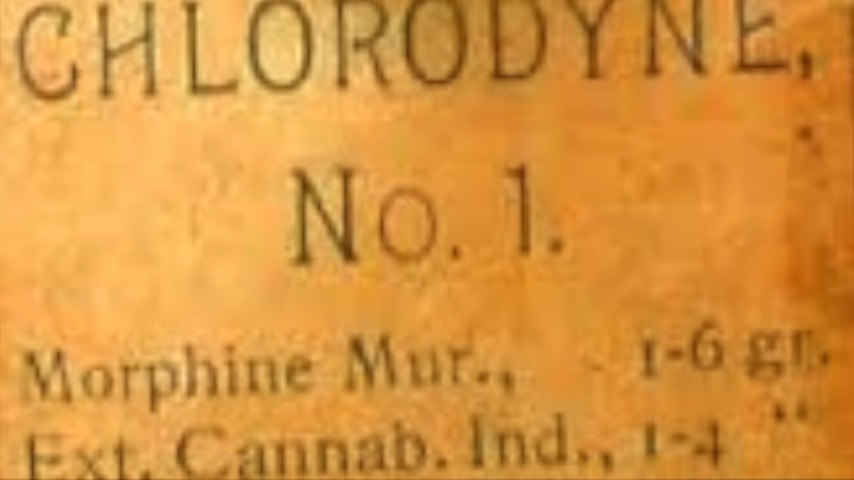 CHLORODYNE,
No. 1.
Morphine Mur., 1-6 gr.
Ext. Cannab. Ind., 1-4 "